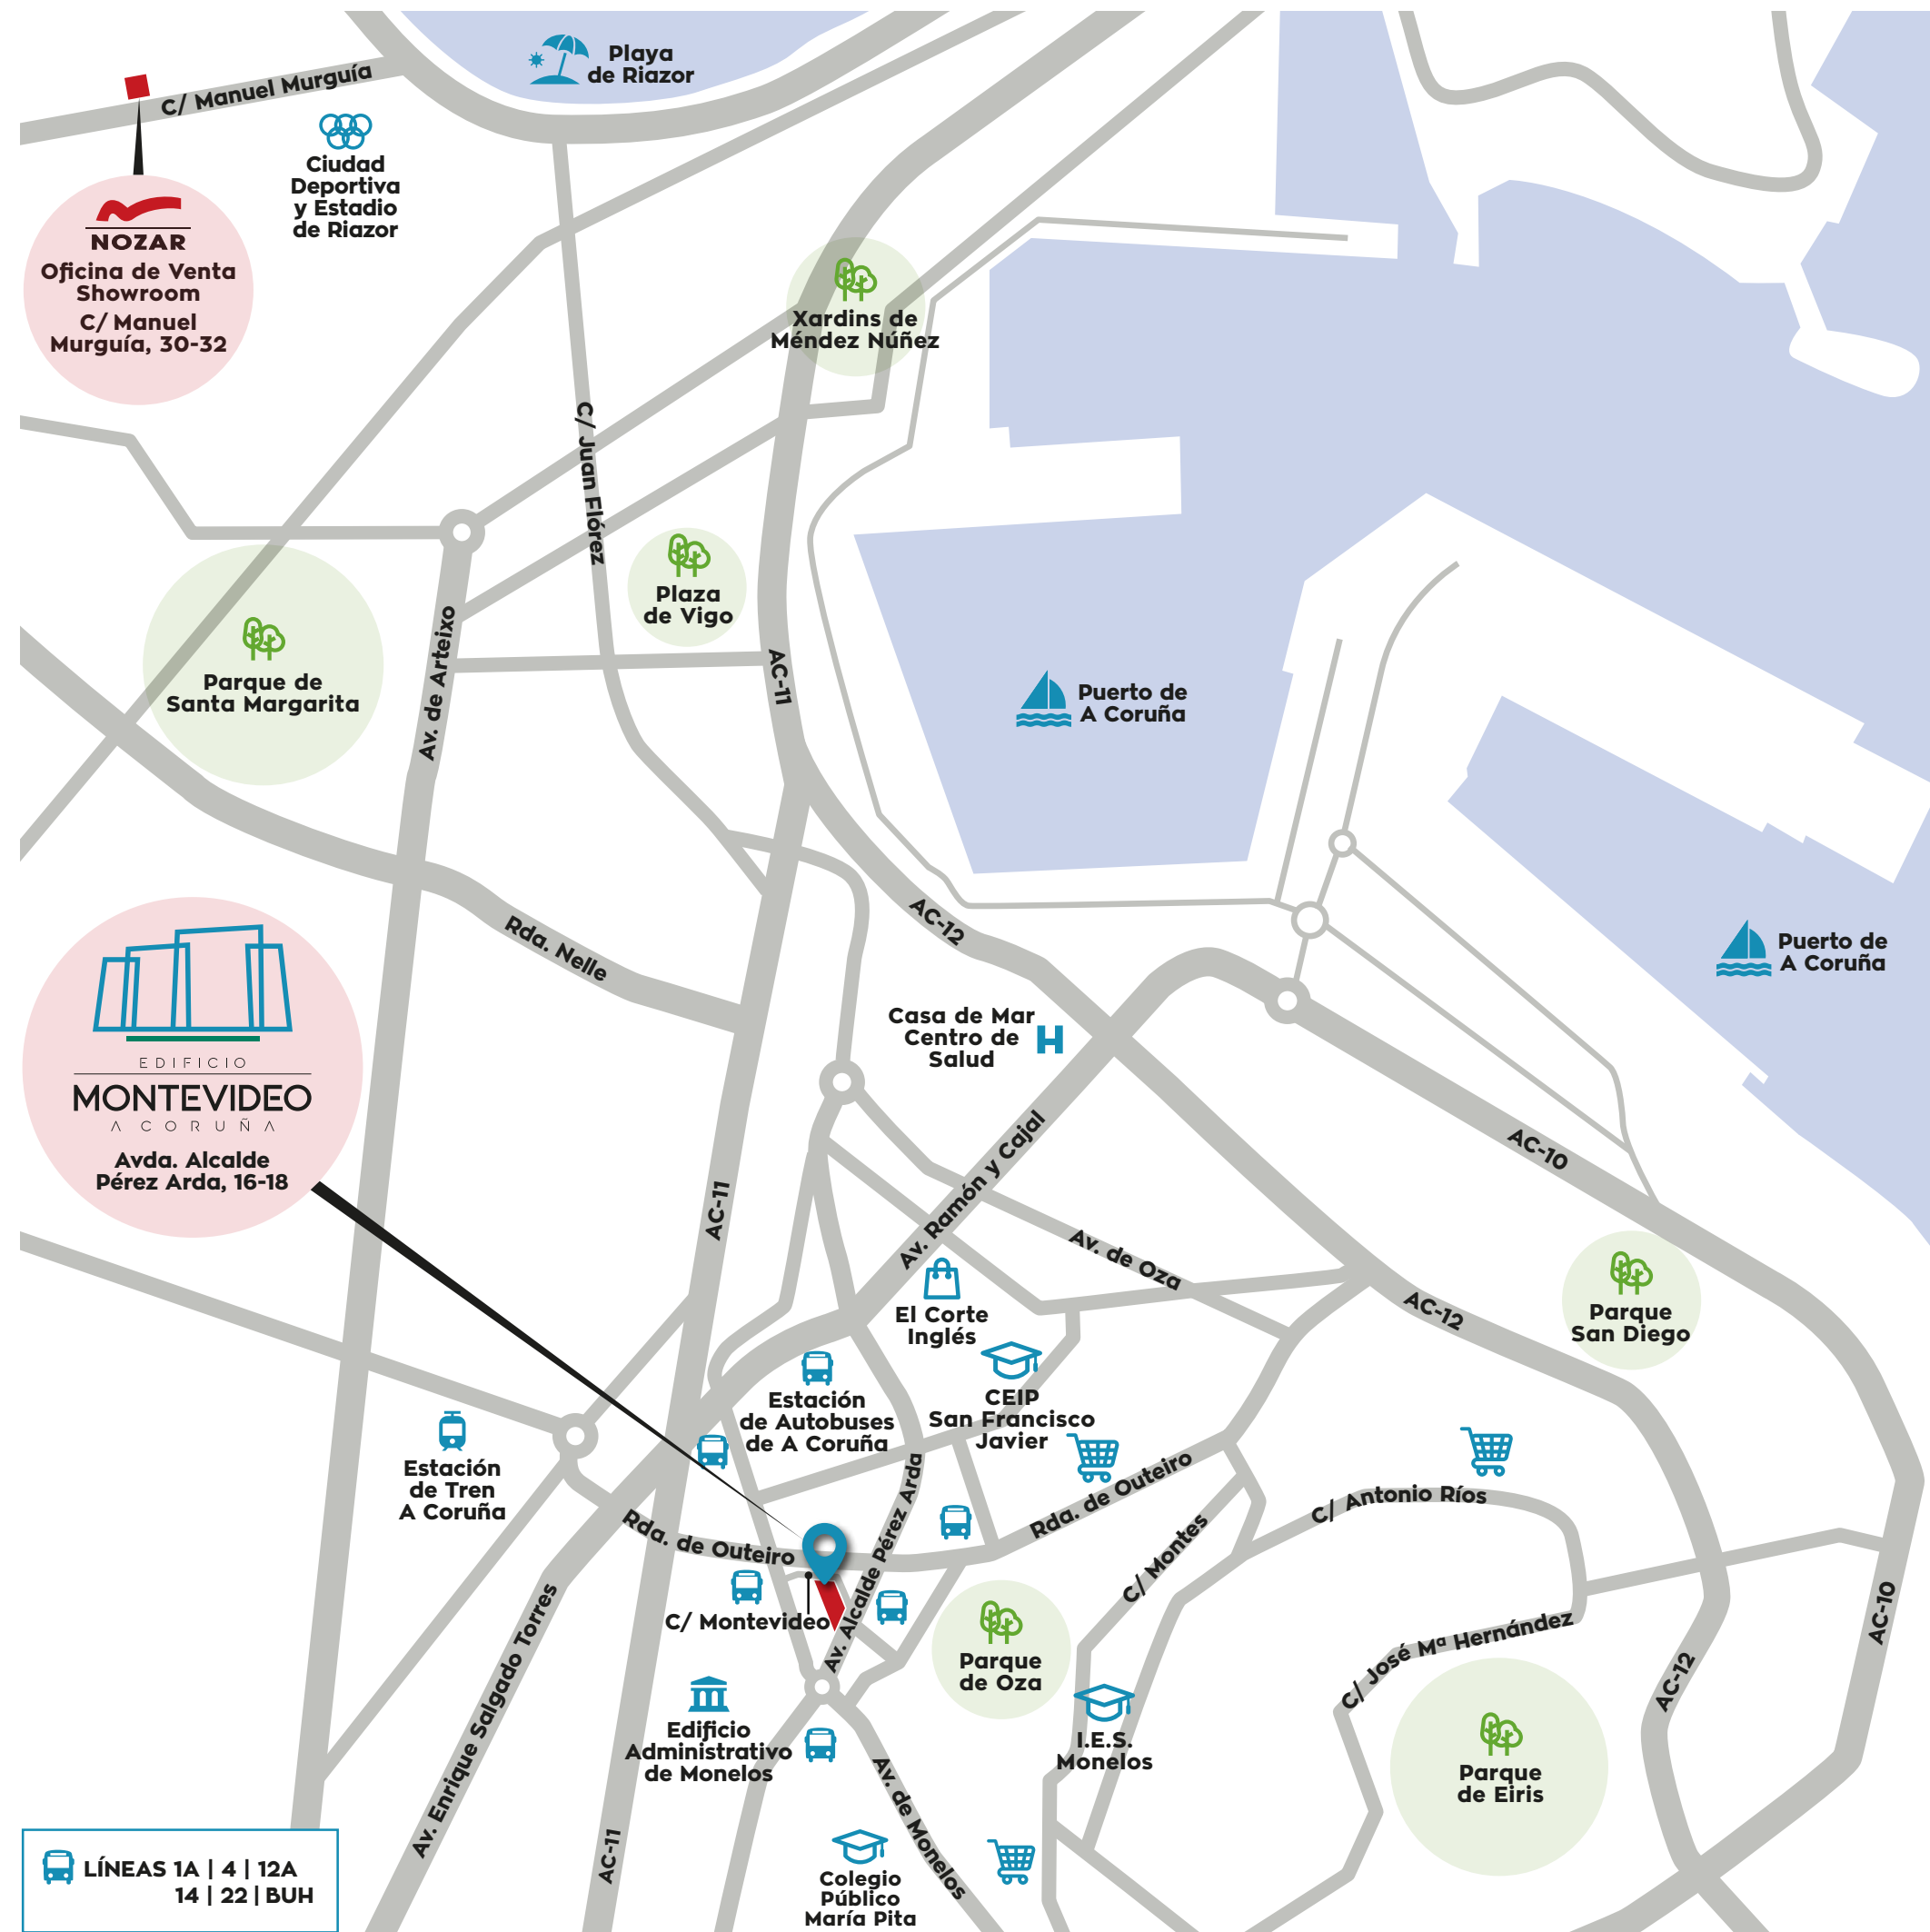 Playa
de Riazor
C/ Manuel Murguía
Ciudad
Deportiva
y Estadio
de Riazor
NOZAR
Oficina de Venta
Showroom
C/ Manuel
Murguía, 30-32
Xardins de
Méndez Núñez
C/ Juan Flórez
Plaza
de Vigo
Av. de Arteixo
Parque de
Santa Margarita
AC-11
Puerto de
A Coruña
AC-12
Rda. Nelle
Puerto de
A Coruña
Casa de Mar
Centro de
Salud
EDIFICIO
MONTEVIDEO
A CORUÑA
Avda. Alcalde
Pérez Arda, 16-18
AC-11
Av. Ramón y Cajal
AC-10
Av. de Oza
El Corte
Inglés
AC-12
Parque
San Diego
Estación
de Autobuses
de A Coruña
CEIP
San Francisco
Javier
Estación
de Tren
A Coruña
Rda. de Outeiro
Rda. de Outeiro
Av. Alcalde Pérez Arda
C/ Antonio Ríos
C/ Montes
C/ Montevideo
Av. Alcalde Pérez Arda
C/ José Mª Hernández
AC-10
Parque
de Oza
AC-12
Av. Enrique Salgado Torres
Edificio
Administrativo
de Monelos
I.E.S.
Monelos
Parque
de Eiris
Av. de Monelos
AC-11
Colegio
Público
María Pita
LÍNEAS 1A | 4 | 12A
14 | 22 | BUH